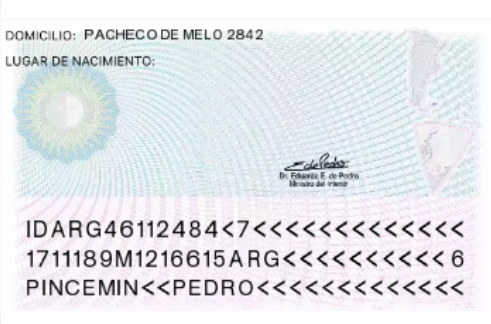 DOMICILIO: PACHECO DE MELO 2842
LUGAR DE NACIMIENTO:
Dr. Eduardo E. de Pedro
Ministro del Interior
IDARG46112484<7<<<<<<<<<<<<<<<
1711189M1216615ARG<<<<<<<<<<<6
PINCEMIN<<PEDRO<<<<<<<<<<<<<<<